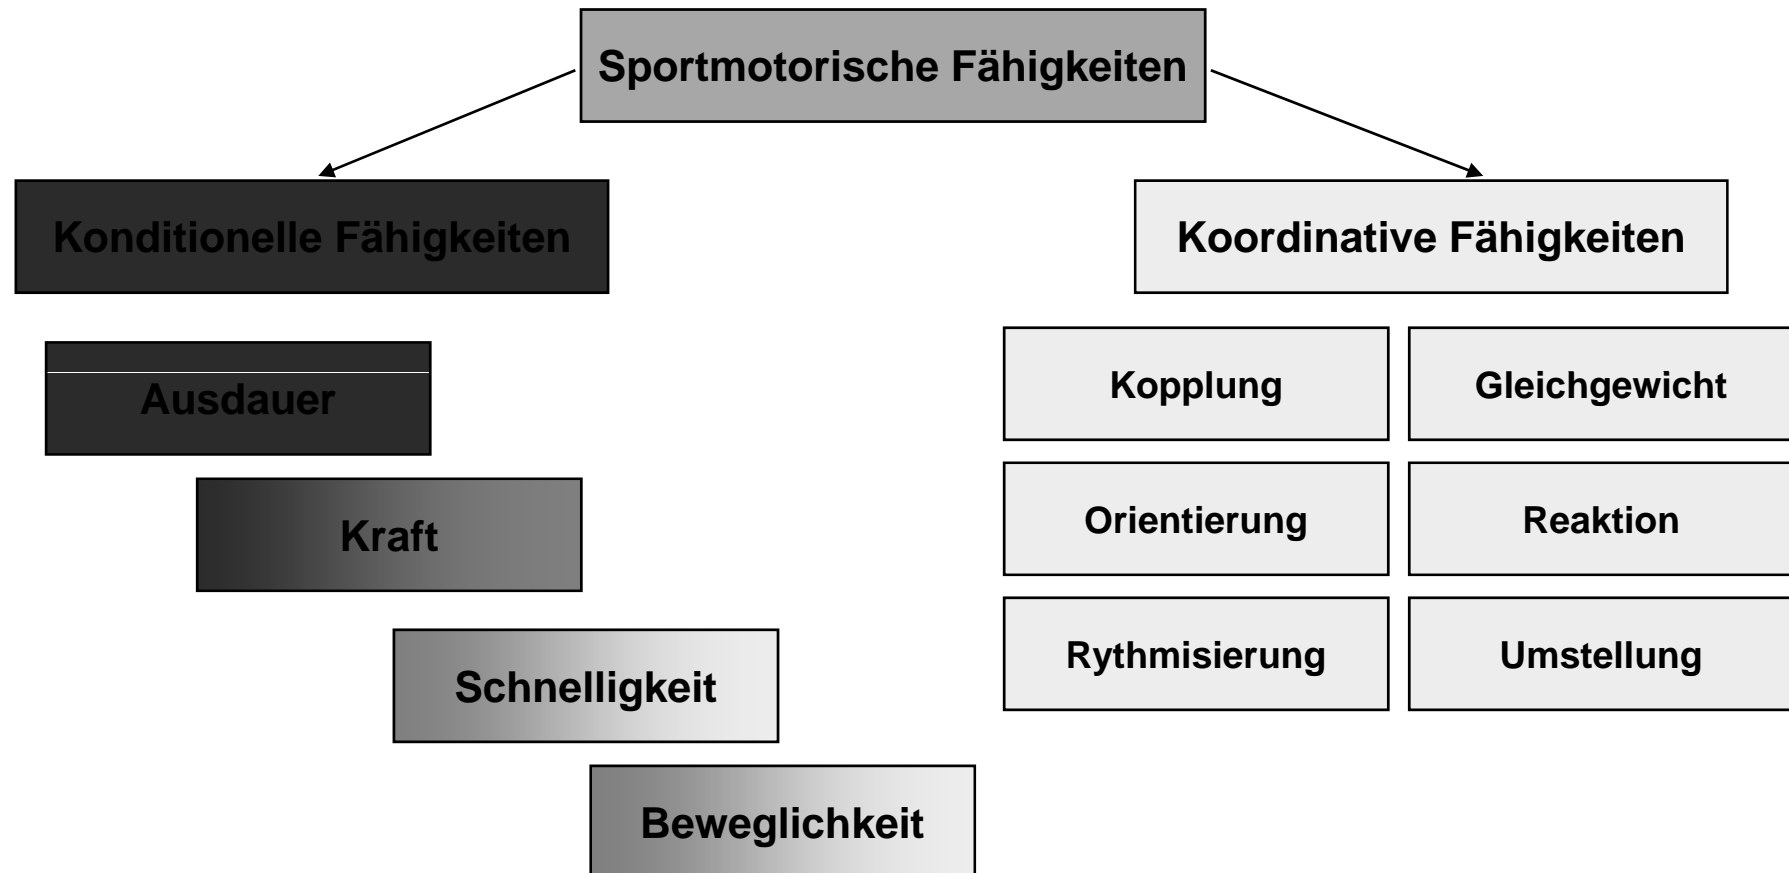 Sportmotorische Fähigkeiten
Konditionelle Fähigkeiten
Koordinative Fähigkeiten
Ausdauer
Kraft
Schnelligkeit
Beweglichkeit
Kopplung
Gleichgewicht
Orientierung
Reaktion
Rythmisierung
Umstellung